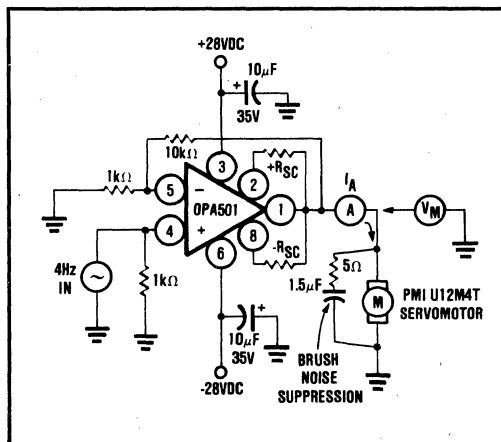 +28VDC
10μF
+
35V
10kΩ
3
+RSC
2
1kΩ
5
−
OPA501
1
IA
A
VM
4
+
8
-RSC
6
4Hz
IN
1kΩ
10μF
+
35V
-28VDC
5Ω
1.5μF
BRUSH
NOISE
SUPPRESSION
M
PMI U12M4T
SERVOMOTOR